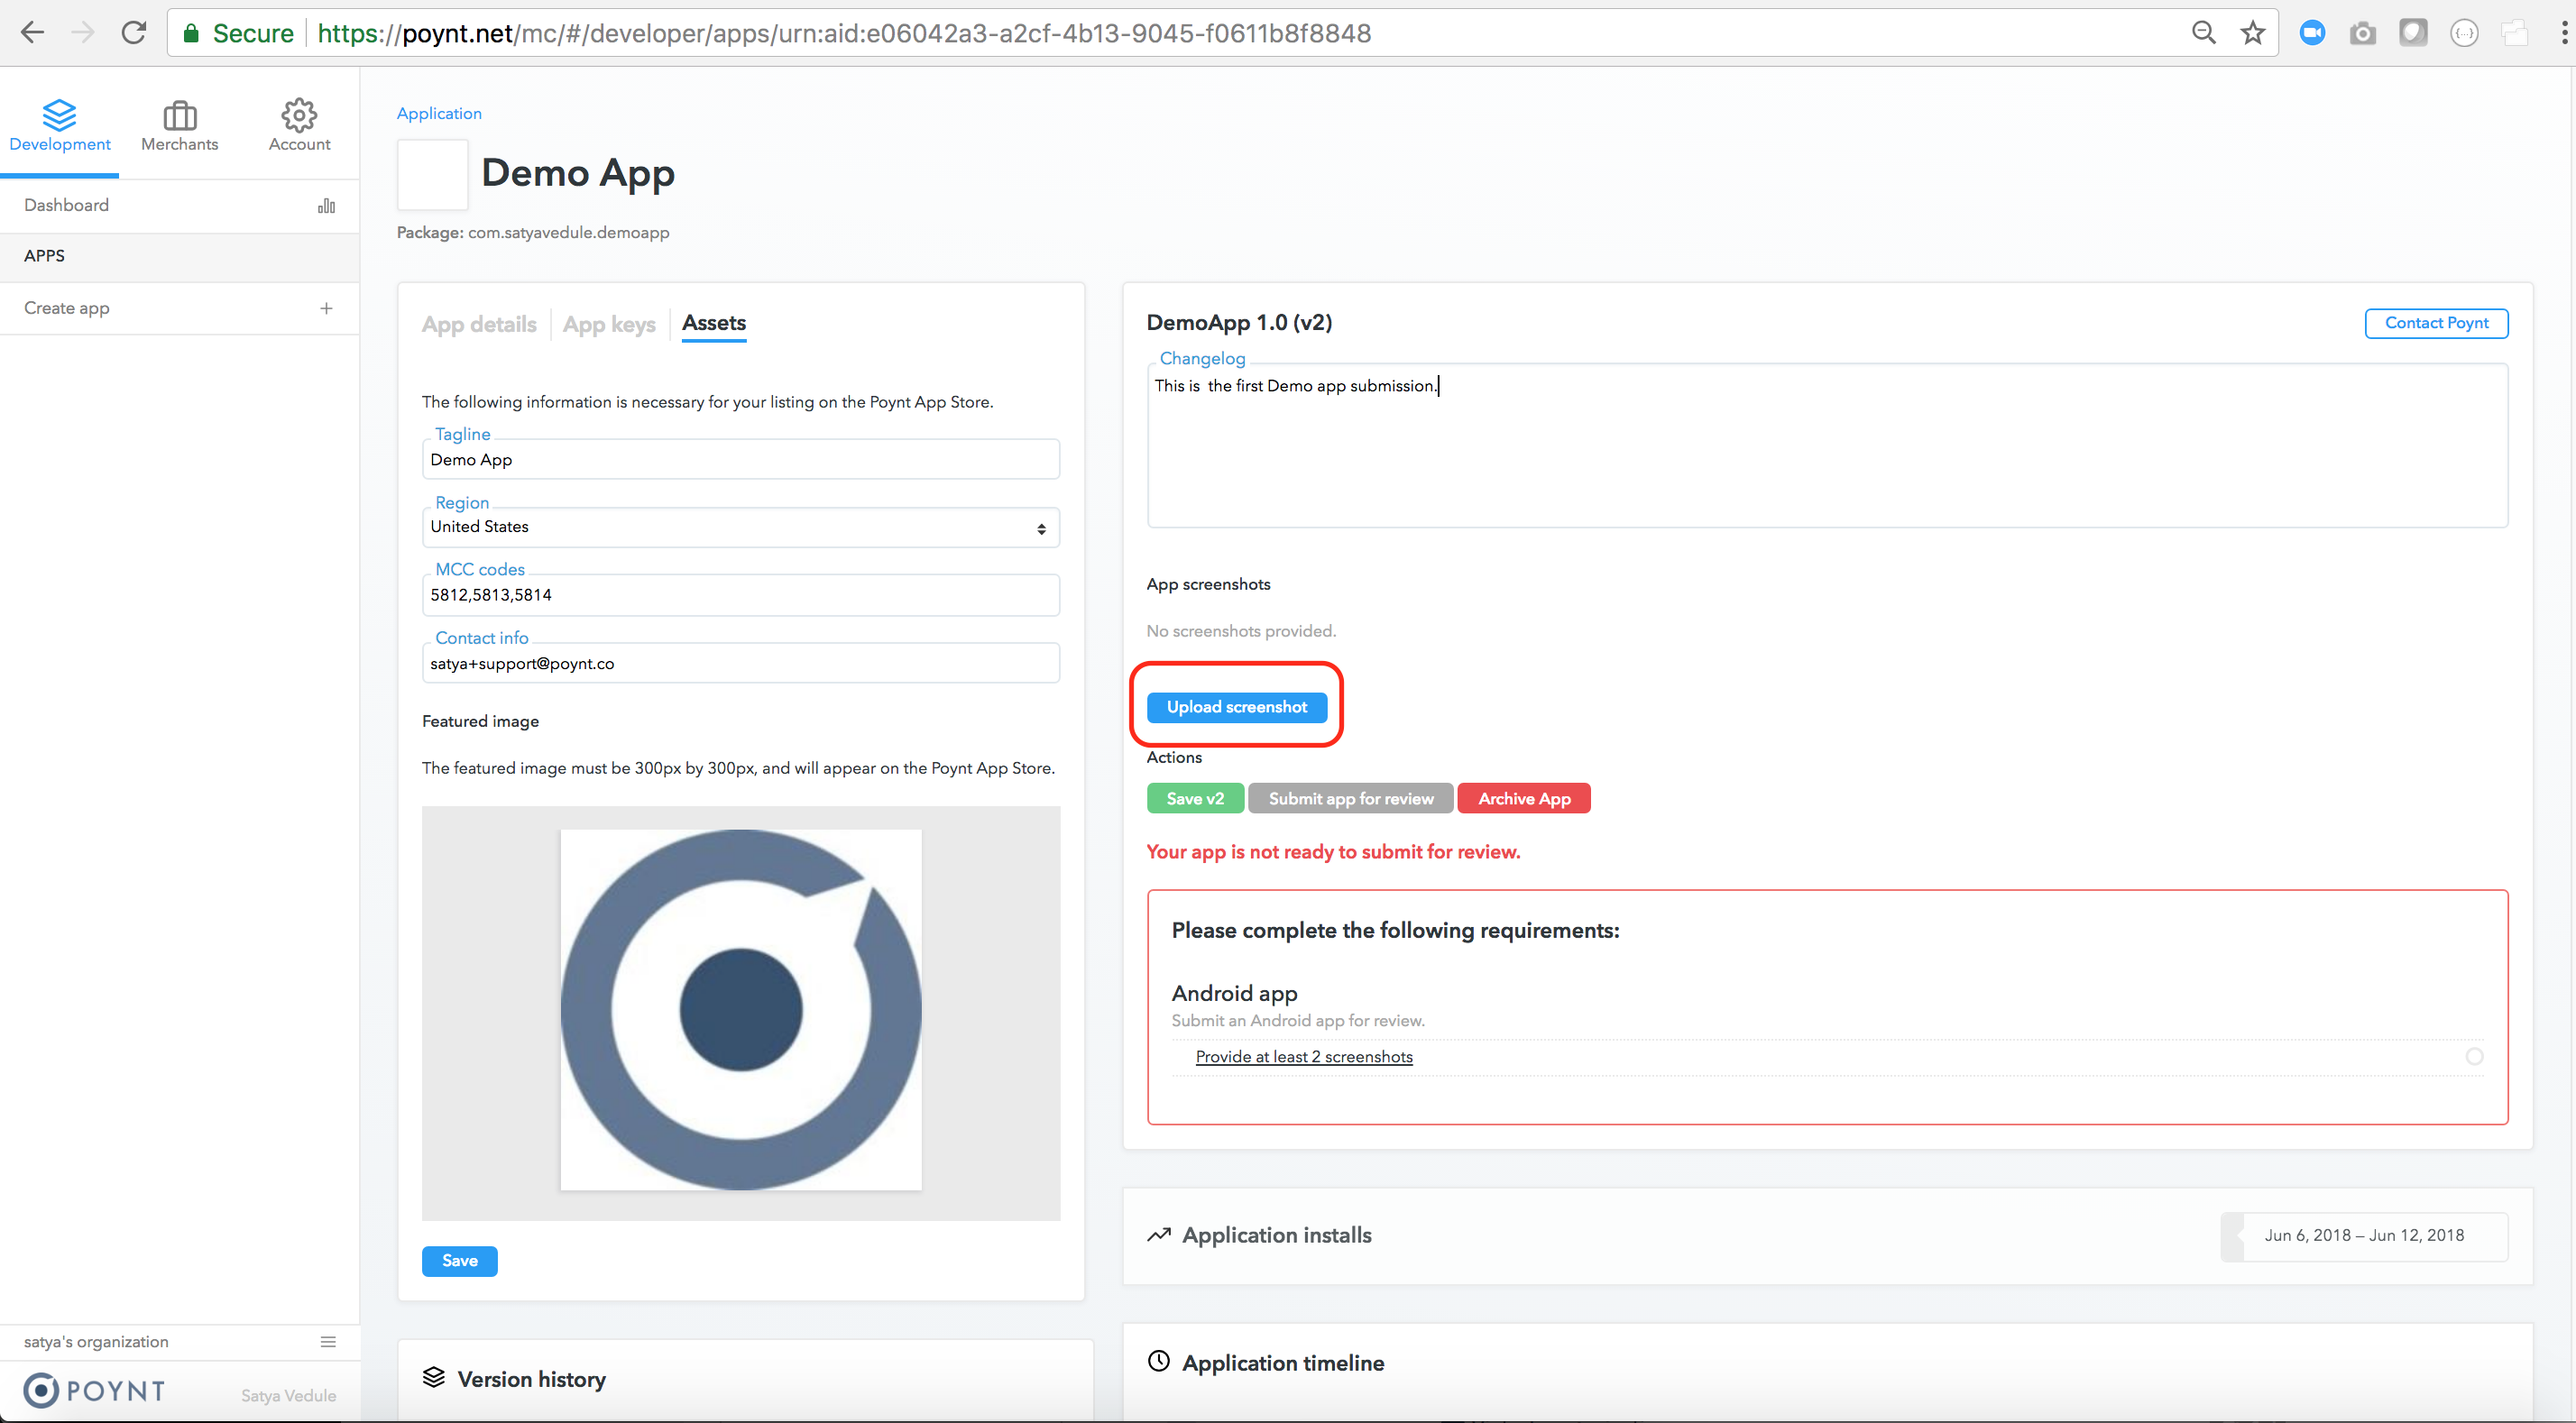 Secure https://poynt.net/mc/#/developer/apps/urn:aid:e06042a3-a2cf-4b13-9045-f0611b8f8848
Development
Merchants
Account
Dashboard
APPS
Create app
satya's organization
POYNT
Satya Vedule
Application
Demo App
Package: com.satyavedule.demoapp
App details
App keys
Assets
The following information is necessary for your listing on the Poynt App Store.
Tagline
Demo App
Region
United States
MCC codes
5812,5813,5814
Contact info
satya+support@poynt.co
Featured image
The featured image must be 300px by 300px, and will appear on the Poynt App Store.
Save
Version history
DemoApp 1.0 (v2)
Contact Poynt
Changelog
This is  the first Demo app submission.
App screenshots
No screenshots provided.
Upload screenshot
Actions
Save v2
Submit app for review
Archive App
Your app is not ready to submit for review.
Please complete the following requirements:
Android app
Submit an Android app for review.
Provide at least 2 screenshots
Application installs
Jun 6, 2018 – Jun 12, 2018
Application timeline